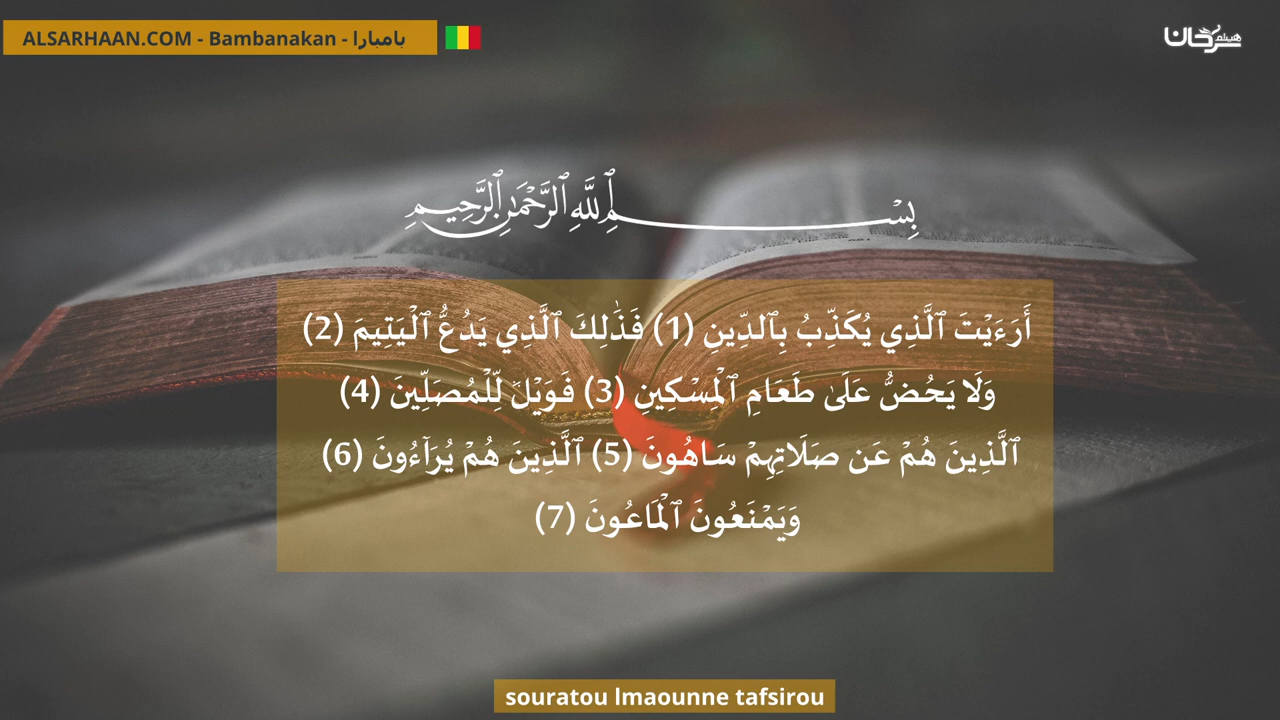 ALSARHAAN.COM - Bambanakan - بامبارا
هيثم سرحان
بِسْمِ ٱللَّهِ ٱلرَّحْمَٰنِ ٱلرَّحِيمِ
أَرَءَيْتَ ٱلَّذِي يُكَذِّبُ بِٱلدِّينِ (1) فَذَٰلِكَ ٱلَّذِي يَدُعُّ ٱلْيَتِيمَ (2)
وَلَا يَحُضُّ عَلَىٰ طَعَامِ ٱلْمِسْكِينِ (3) فَوَيْلٌ لِّلْمُصَلِّينَ (4)
ٱلَّذِينَ هُمْ عَن صَلَاتِهِمْ سَاهُونَ (5) ٱلَّذِينَ هُمْ يُرَآءُونَ (6)
وَيَمْنَعُونَ ٱلْمَاعُونَ (7)
souratou lmaounne tafsirou